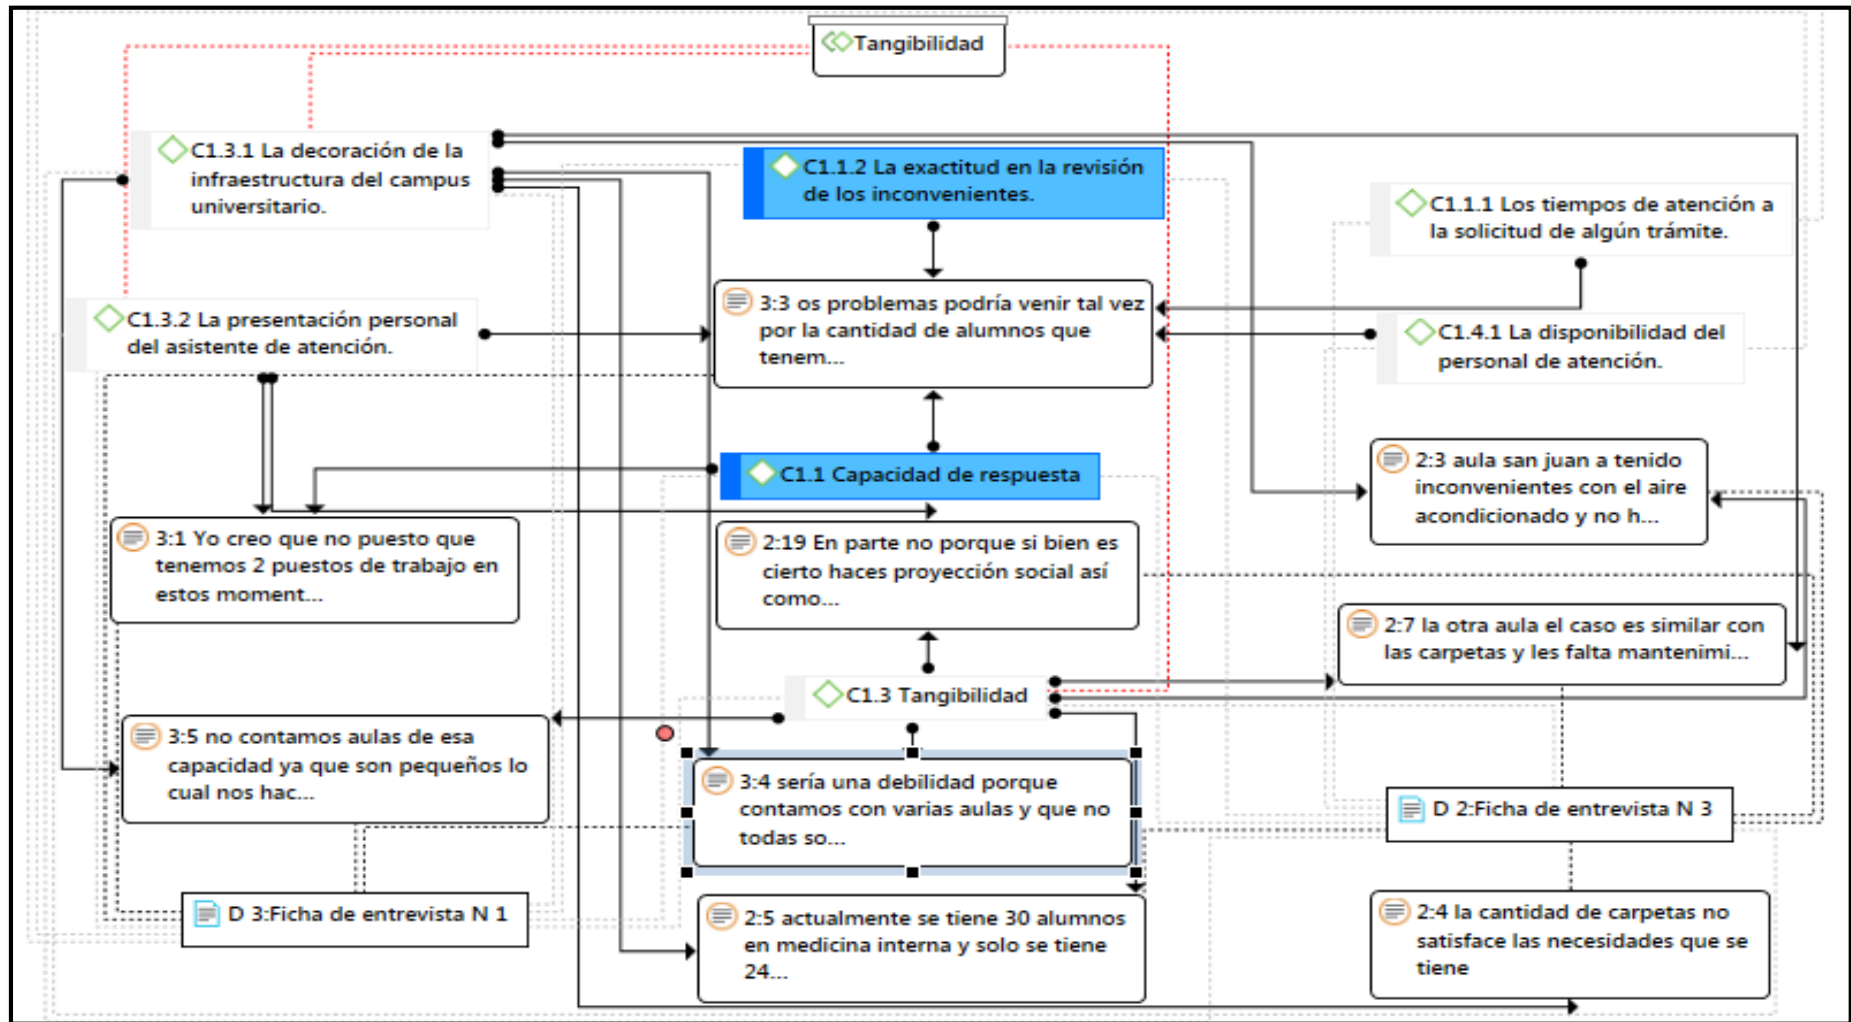 Tangibilidad
C1.3.1 La decoración de la
infraestructura del campus
universitario.
C1.1.2 La exactitud en la revisión
de los inconvenientes.
C1.1.1 Los tiempos de atención a
la solicitud de algún trámite.
C1.3.2 La presentación personal
del asistente de atención.
3:3 os problemas podría venir tal vez
por la cantidad de alumnos que
tenem...
C1.4.1 La disponibilidad del
personal de atención.
C1.1 Capacidad de respuesta
2:3 aula san juan a tenido
inconvenientes con el aire
acondicionado y no h...
3:1 Yo creo que no puesto que
tenemos 2 puestos de trabajo en
estos moment...
2:19 En parte no porque si bien es
cierto haces proyección social así
como...
2:7 la otra aula el caso es similar con
las carpetas y les falta mantenimi...
C1.3 Tangibilidad
3:5 no contamos aulas de esa
capacidad ya que son pequeños lo
cual nos hac...
3:4 sería una debilidad porque
contamos con varias aulas y que no
todas so...
D 2:Ficha de entrevista N 3
D 3:Ficha de entrevista N 1
2:5 actualmente se tiene 30 alumnos
en medicina interna y solo se tiene
24...
2:4 la cantidad de carpetas no
satisface las necesidades que se
tiene